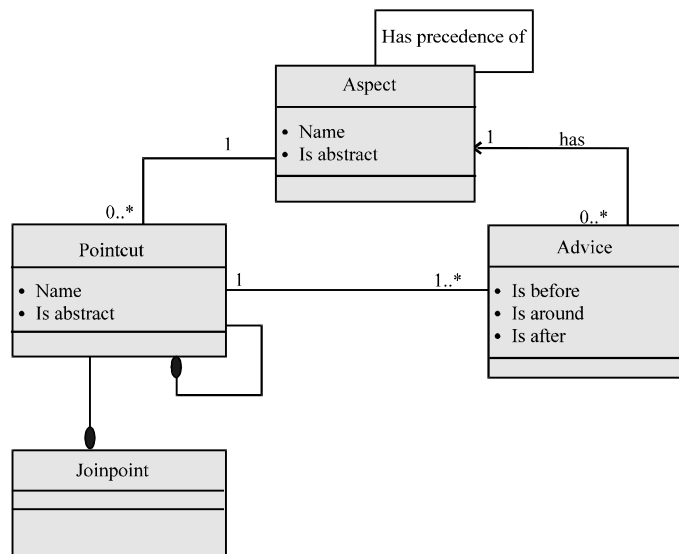 Has precedence of
Aspect
• Name
• Is abstract
1
1
has
0..*
0..*
Pointcut
• Name
• Is abstract
1
1..*
Advice
• Is before
• Is around
• Is after
Joinpoint